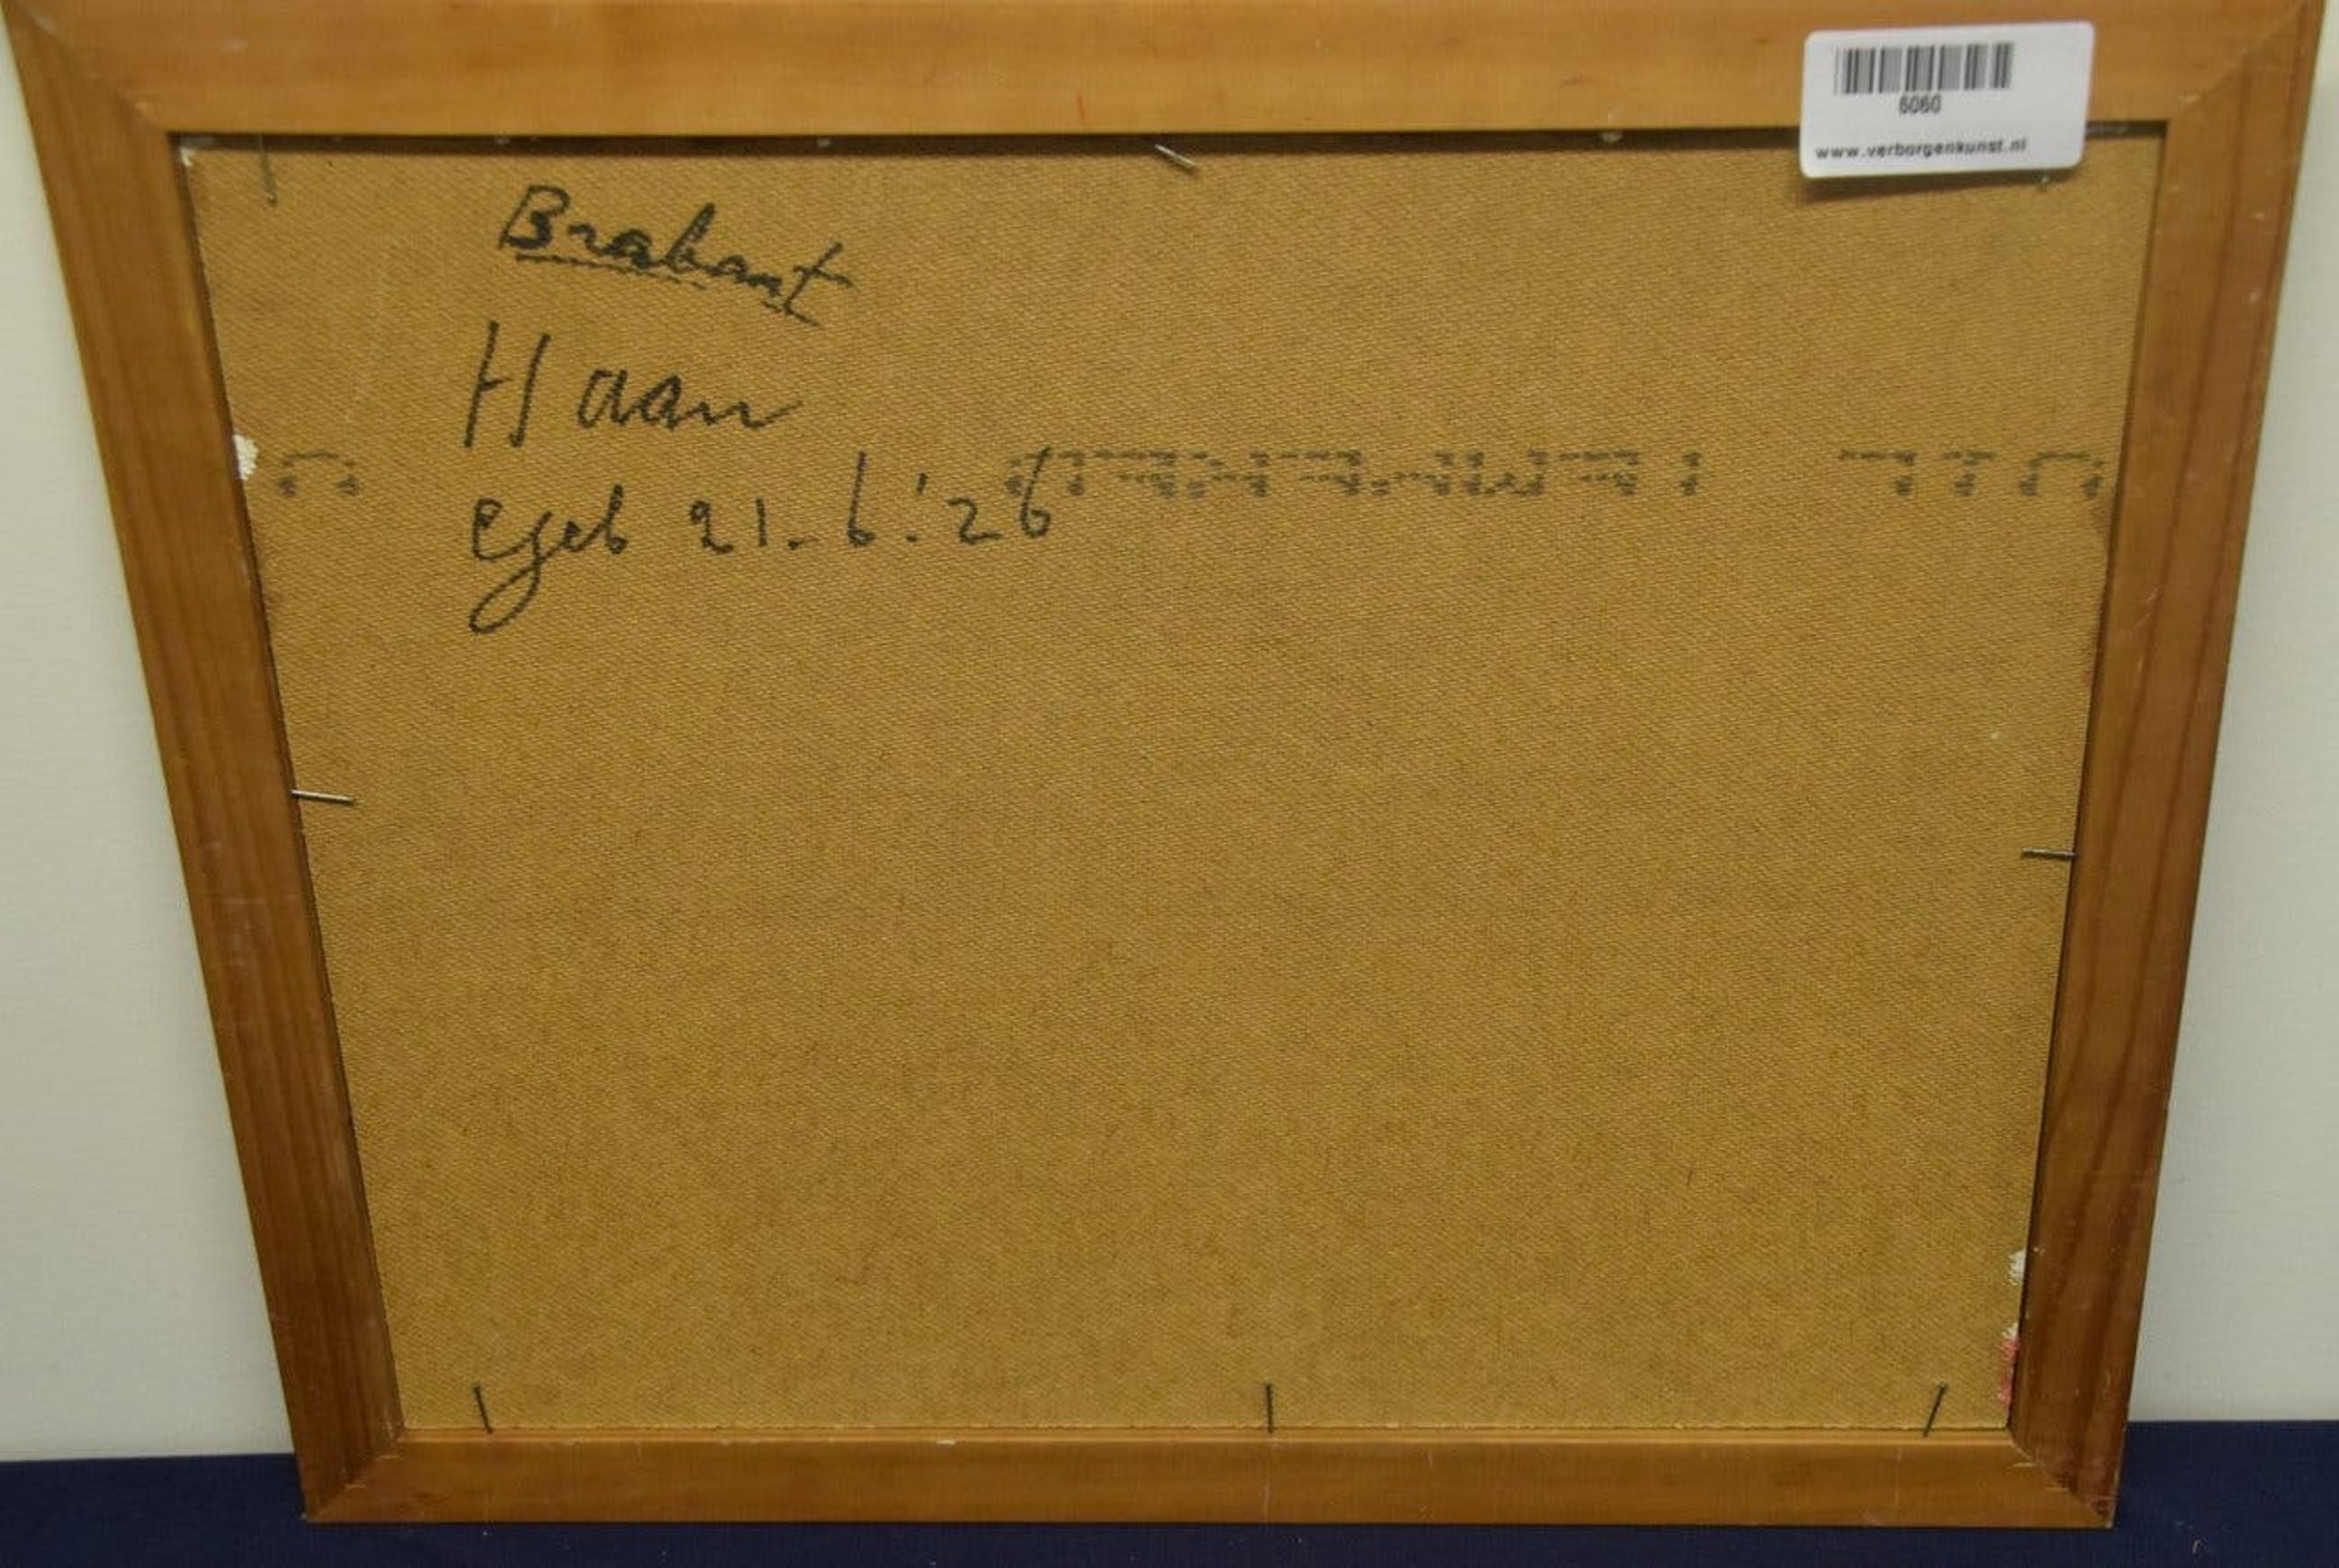 6060
www.verborgenkunst.nl
Brabant
Haan
geb 21-6-'26